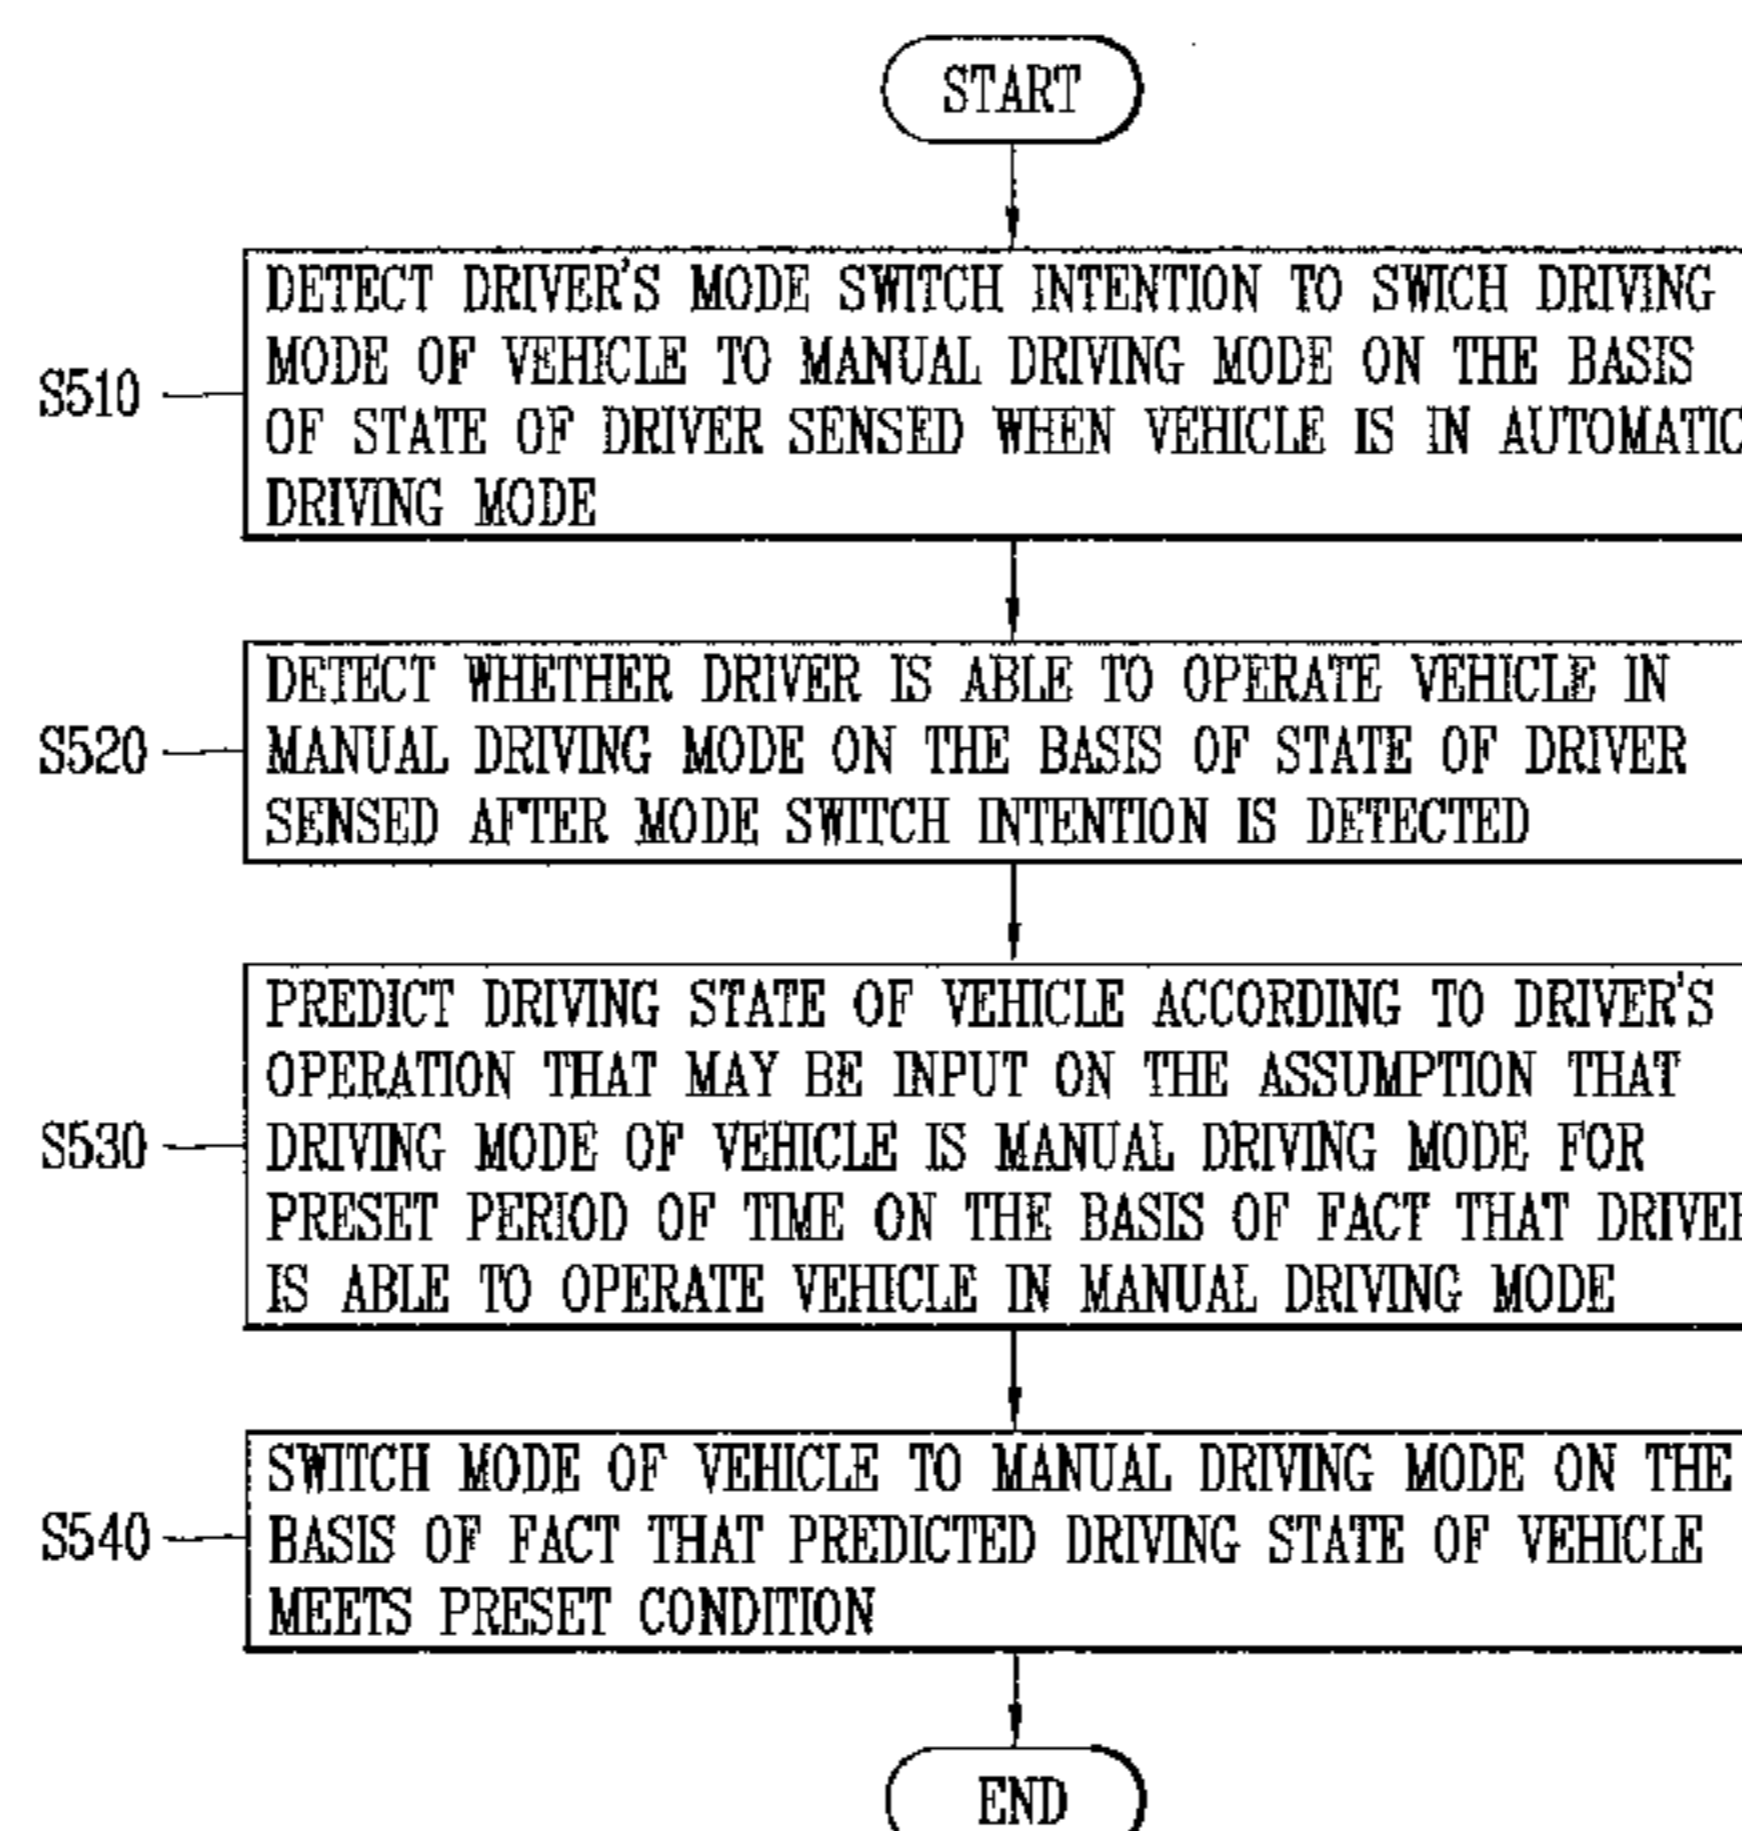 START
DETECT DRIVER'S MODE SWITCH INTENTION TO SWICH DRIVING
MODE OF VEHICLE TO MANUAL DRIVING MODE ON THE BASIS
S510
OF STATE OF DRIVER SENSED WHEN VEHICLE IS IN AUTOMATIC
DRIVING MODE
DETECT WHETHER DRIVER IS ABLE TO OPERATE VEHICLE IN
S520
MANUAL DRIVING MODE ON THE BASIS OF STATE OF DRIVER
SENSED AFTER MODE SWITCH INTENTION IS DETECTED
PREDICT DRIVING STATE OF VEHICLE ACCORDING TO DRIVER'S
OPERATION THAT MAY BE INPUT ON THE ASSUMPTION THAT
S530
DRIVING MODE OF VEHICLE IS MANUAL DRIVING MODE FOR
PRESET PERIOD OF TIME ON THE BASIS OF FACT THAT DRIVER
IS ABLE TO OPERATE VEHICLE IN MANUAL DRIVING MODE
SWITCH MODE OF VEHICLE TO MANUAL DRIVING MODE ON THE
S540
BASIS OF FACT THAT PREDICTED DRIVING STATE OF VEHICLE
MEETS PRESET CONDITION
END